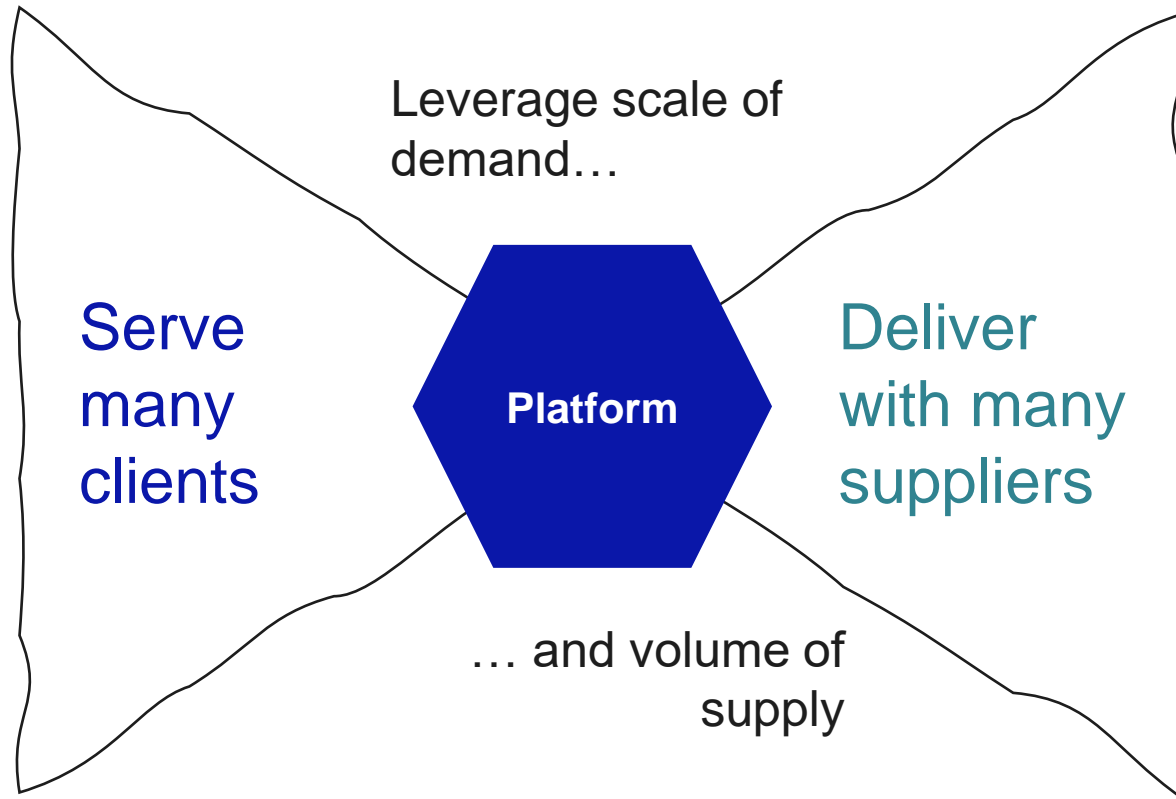 Leverage scale of
demand…
Serve
many
clients
Platform
Deliver
with many
suppliers
… and volume of
supply